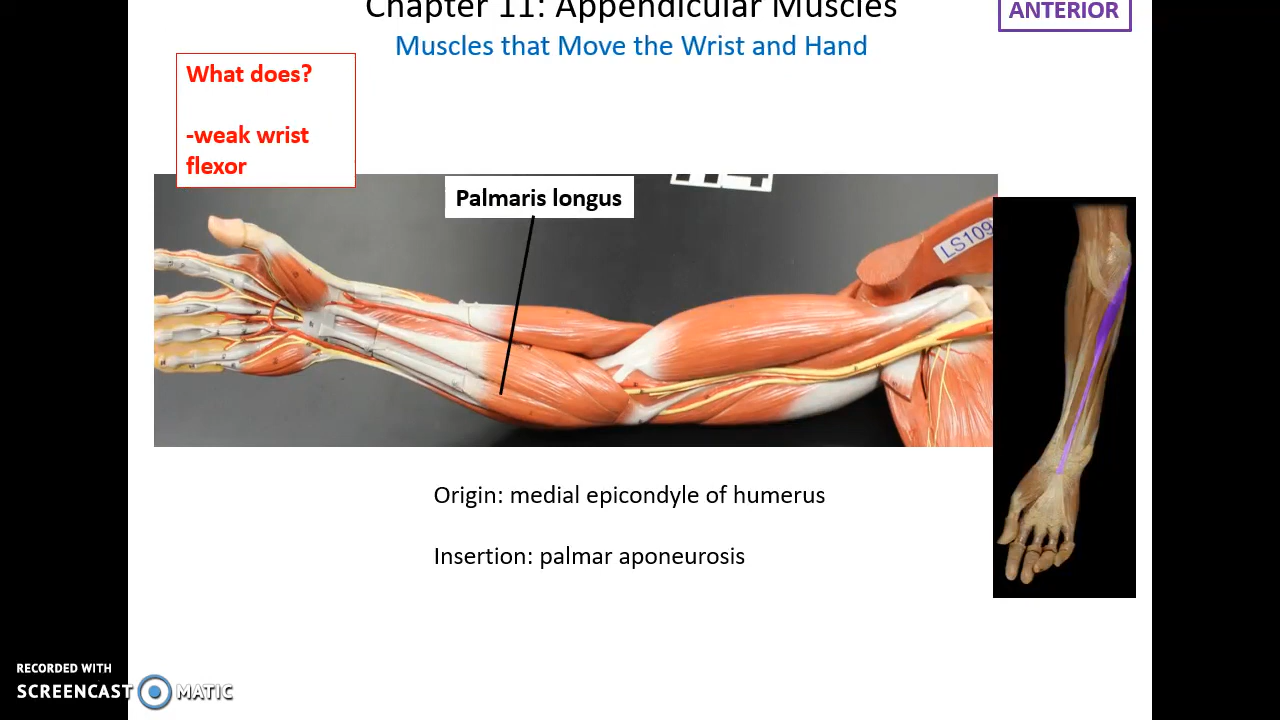 Chapter 11: Appendicular Muscles
ANTERIOR
Muscles that Move the Wrist and Hand
What does?
-weak wrist
flexor
Palmaris longus
LS109
Origin: medial epicondyle of humerus
Insertion: palmar aponeurosis
RECORDED WITH
SCREENCAST MATIC